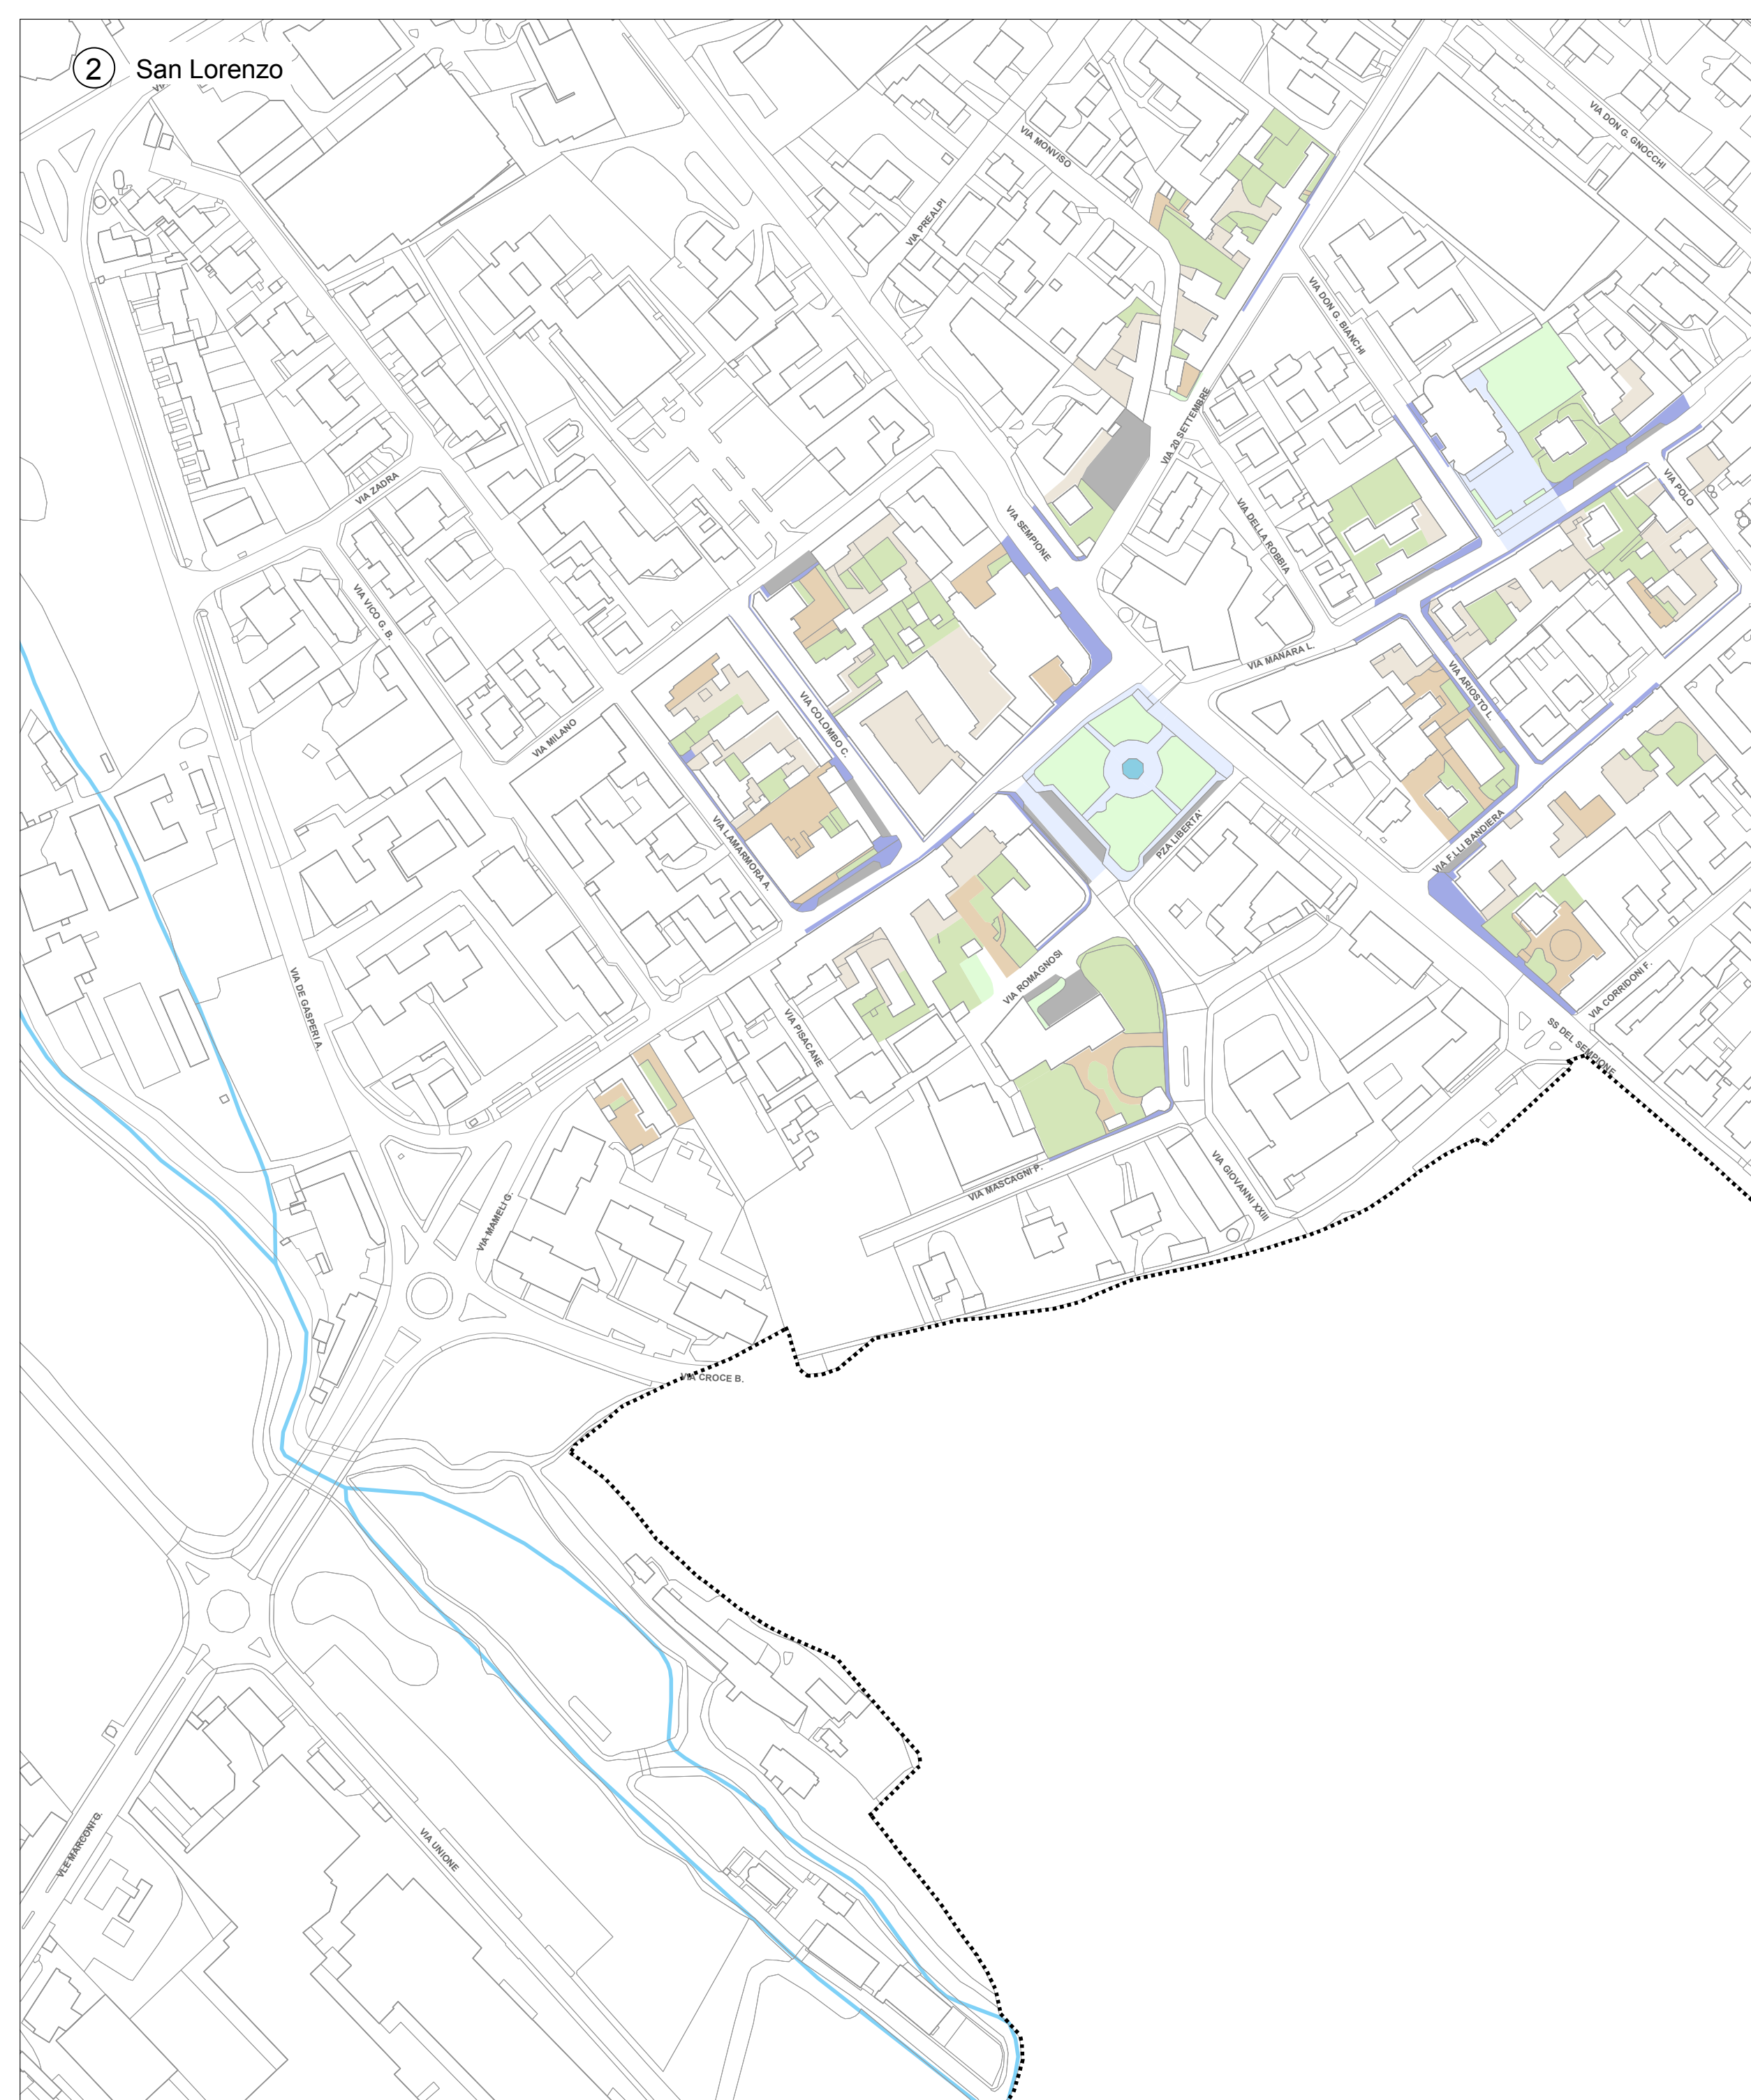 2 San Lorenzo
VIA DON G. GNOCCHI
VIA MONVISO
VIA PREALPI
VIA DON G. BIANCHI
VIA 20 SETTEMBRE
VIA ZADRA
VIA POLO
VIA SEMPIONE
VIA DELLA ROBBIA
VIA VICO G. B.
VIA MANARA L.
VIA ARIOSTO L.
VIA COLOMBO C.
VIA MILANO
PZA LIBERTA'
VIA LAMARMORA A.
VIA F.LLI BANDIERA
VIA ROMAGNOSI
VIA CORRIDONI F.
VIA DE GASPERI A.
VIA PISACANE
SS DEL SEMPIONE
VIA MASCAGNI P.
VIA GIOVANNI XXIII
VIA MAMELI G.
VIA CROCE B.
VLE MARCONI G.
VIA UNIONE